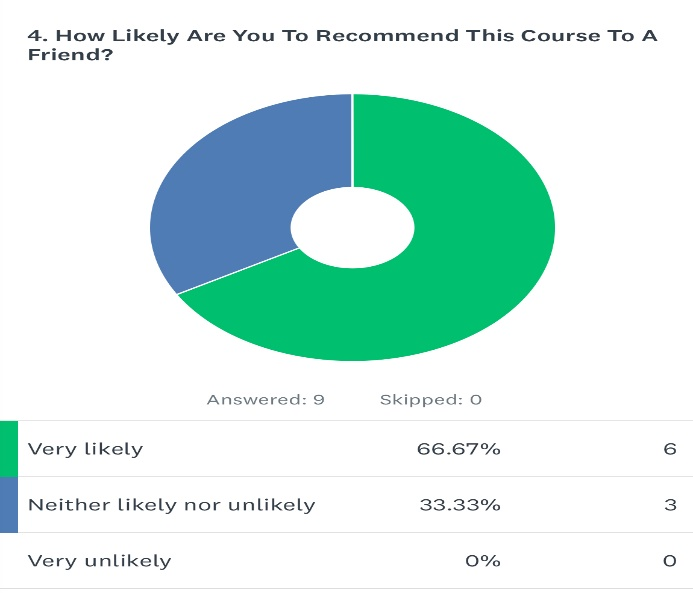 4. How Likely Are You To Recommend This Course To A
Friend?
Answered: 9 Skipped: 0
Very likely 66.67% 6
Neither likely nor unlikely 33.33% 3
Very unlikely 0% 0